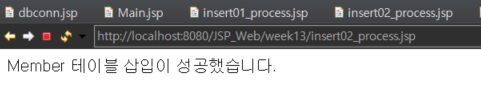 dbconn.jsp Main.jsp insert01_process.jsp insert02_process.jsp
http://localhost:8080/JSP_Web/week13/insert02_process.jsp
Member 테이블 삽입이 성공했습니다.